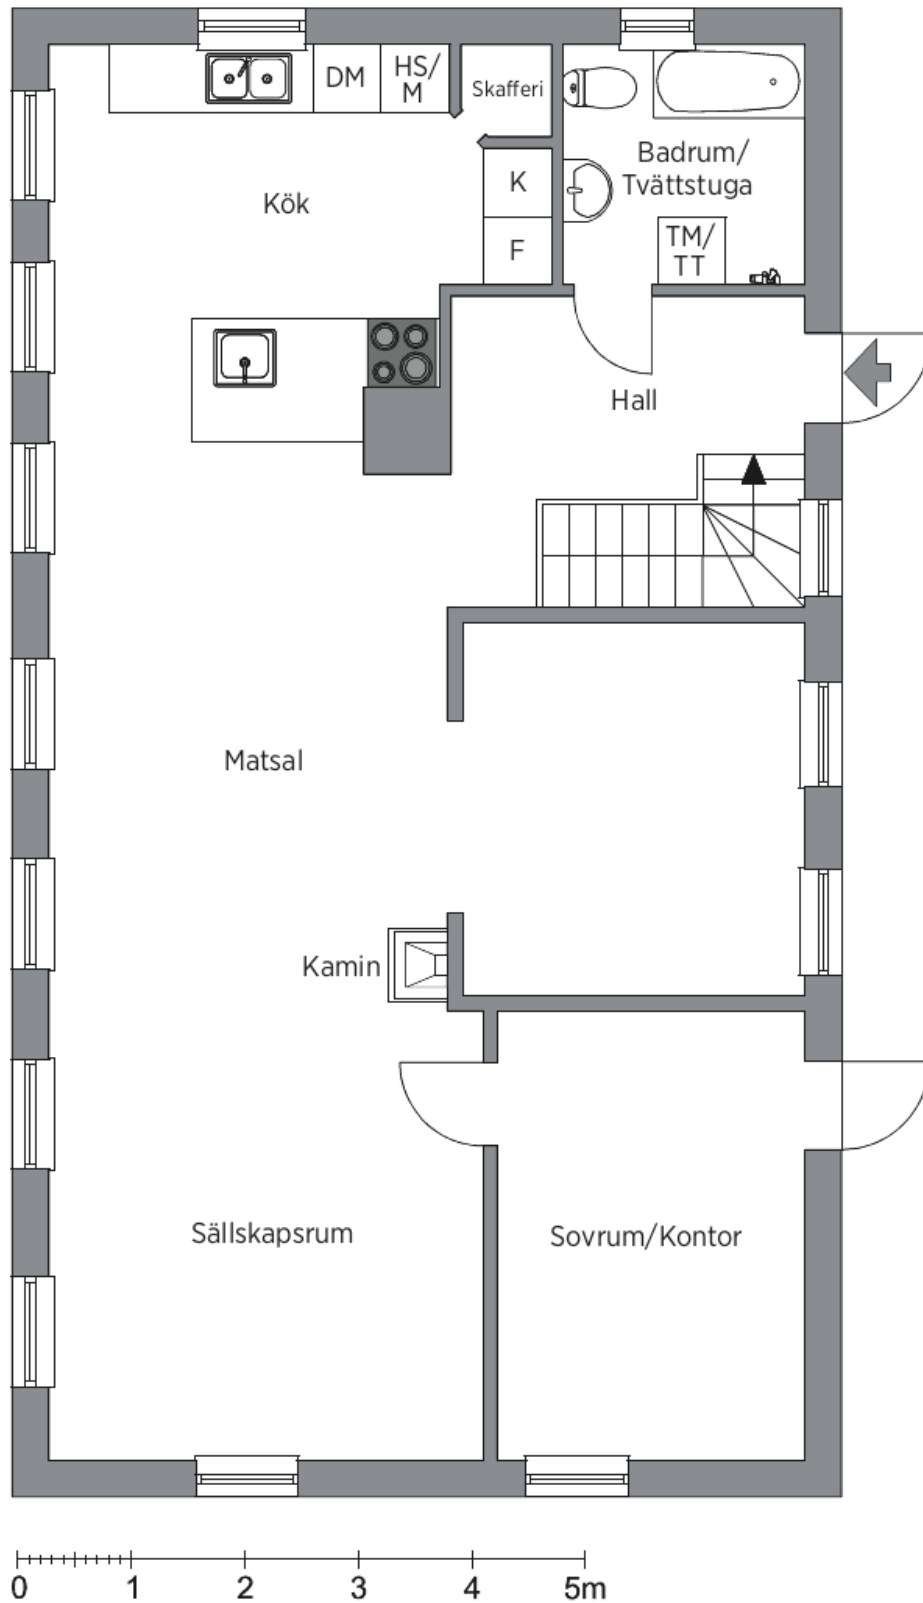 DM
HS/
M
Skafferi
Badrum/
Tvättstuga
Kök
K
F
TM/
TT
Hall
Matsal
Kamin
Sällskapsrum
Sovrum/Kontor
0 1 2 3 4 5m